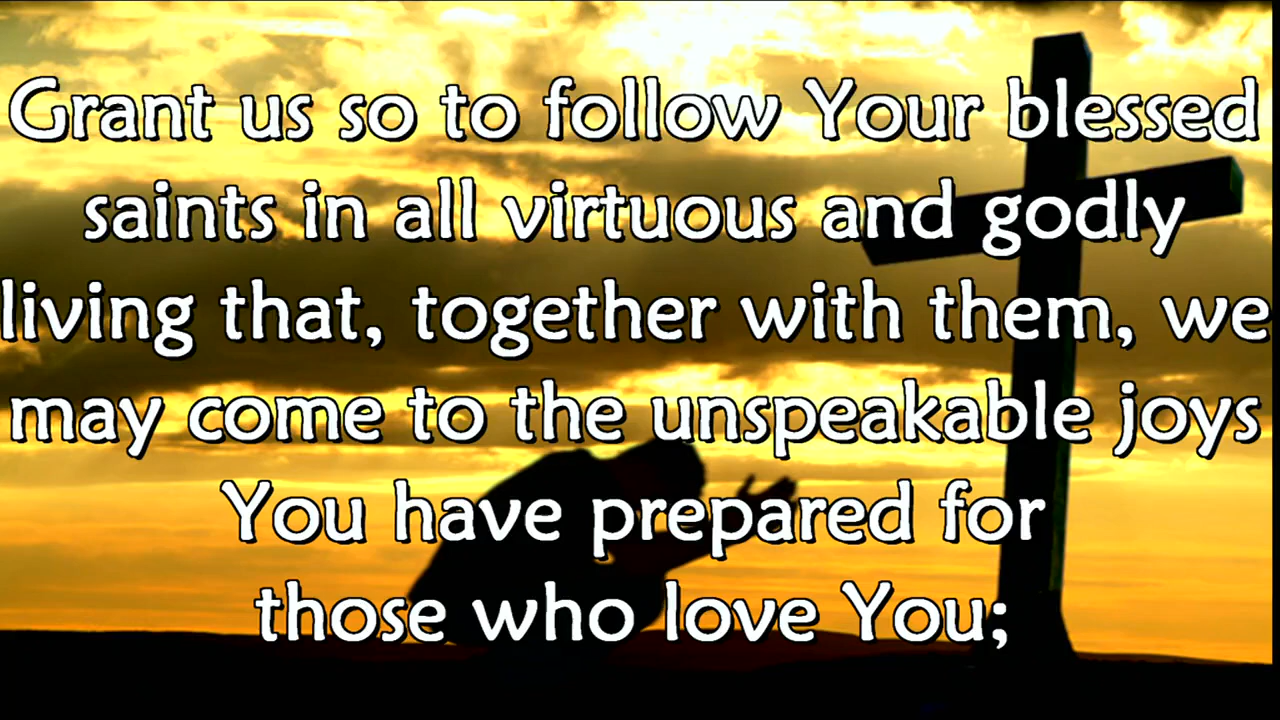 Grant us so to follow Your blessed
saints in all virtuous and godly
living that, together with them, we
may come to the unspeakable joys
You have prepared for
those who love You;